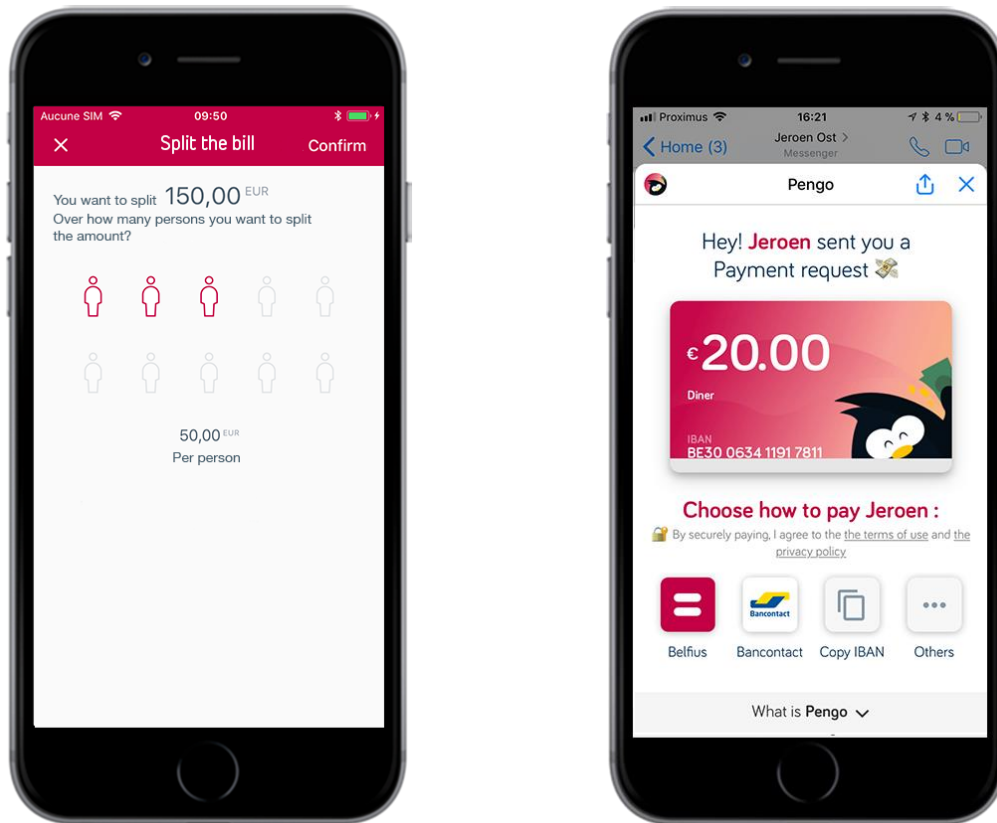 Aucune SIM 09:50
Split the bill Confirm
You want to split 150,00 EUR
Over how many persons you want to split
the amount?
50,00 EUR
Per person
Proximus 16:21 4 %
Home (3) Jeroen Ost >
Messenger
Pengo
Hey! Jeroen sent you a
Payment request
€20.00
Diner
IBAN
BE30 0634 1191 7811
Choose how to pay Jeroen :
By securely paying, I agree to the the terms of use and the
privacy policy
Bancontact
Belfius Bancontact Copy IBAN Others
What is Pengo